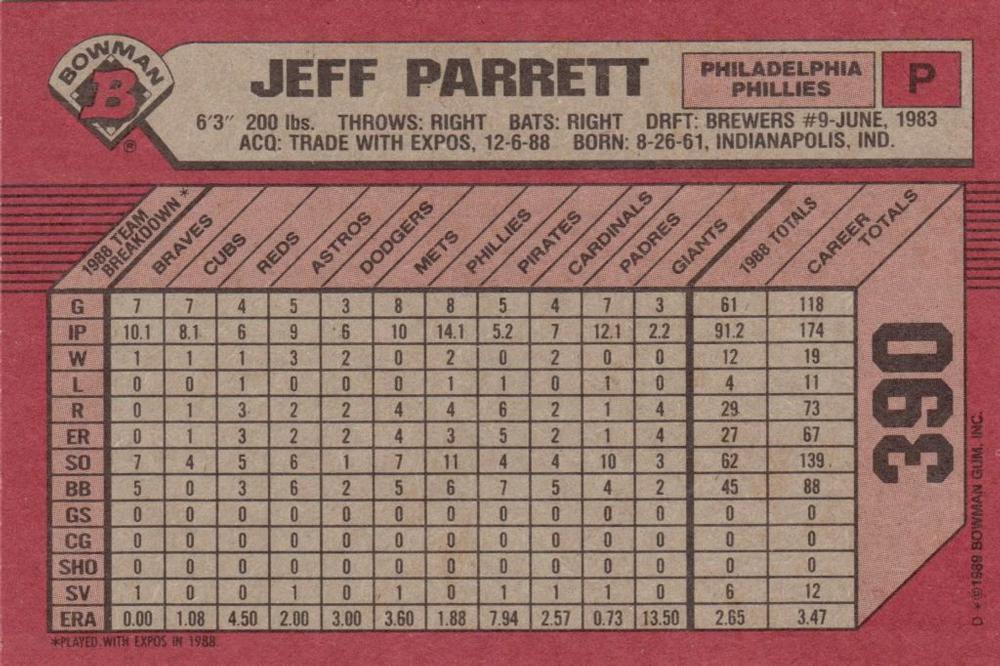 BOWMAN
B
®
JEFF PARRETT
PHILADELPHIA
PHILLIES
P
6'3" 200 lbs. THROWS: RIGHT BATS: RIGHT DRFT: BREWERS #9-JUNE, 1983
ACQ: TRADE WITH EXPOS, 12-6-88 BORN: 8-26-61, INDIANAPOLIS, IND.
1988 TEAM BREAKDOWN * BRAVES CUBS REDS ASTROS DODGERS METS PHILLIES PIRATES CARDINALS PADRES GIANTS 1988 TOTALS CAREER TOTALS
G 7 7 4 5 3 8 8 5 4 7 3 61 118
IP 10.1 8.1 6 9 6 10 14.1 5.2 7 12.1 2.2 91.2 174
W 1 1 1 3 2 0 2 0 2 0 0 12 19
L 0 0 1 0 0 0 1 1 0 1 0 4 11
R 0 1 3 2 2 4 4 6 2 1 4 29 73
ER 0 1 3 2 2 4 3 5 2 1 4 27 67
SO 7 4 5 6 1 7 11 4 4 10 3 62 139
BB 5 0 3 6 2 5 6 7 5 4 2 45 88
GS 0 0 0 0 0 0 0 0 0 0 0 0 0
CG 0 0 0 0 0 0 0 0 0 0 0 0 0
SHO 0 0 0 0 0 0 0 0 0 0 0 0 0
SV 1 0 0 1 0 1 0 1 1 1 0 6 12
ERA 0.00 1.08 4.50 2.00 3.00 3.60 1.88 7.94 2.57 0.73 13.50 2.65 3.47
*PLAYED WITH EXPOS IN 1988.
390
D * ©1989 BOWMAN GUM, INC.